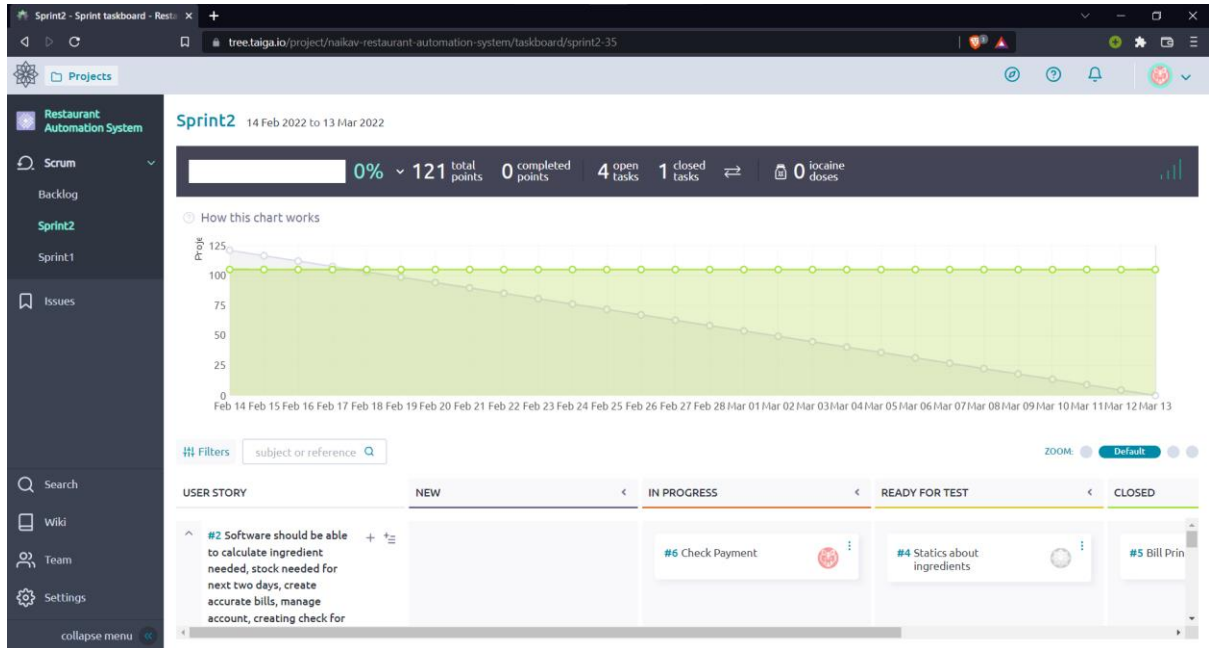 Sprint2 - Sprint taskboard - Resta
tree.taiga.io/project/naikav-restaurant-automation-system/taskboard/sprint2-35
Projects
Restaurant
Automation System
Scrum
Backlog
Sprint2
Sprint1
Issues
Search
Wiki
Team
Settings
collapse menu
Sprint2 14 Feb 2022 to 13 Mar 2022
0% 121 total points 0 completed points 4 open tasks 1 closed tasks 0 iocaine doses
How this chart works
Proje
125
100
75
50
25
0
Feb 14 Feb 15 Feb 16 Feb 17 Feb 18 Feb 19 Feb 20 Feb 21 Feb 22 Feb 23 Feb 24 Feb 25 Feb 26 Feb 27 Feb 28 Mar 01 Mar 02 Mar 03 Mar 04 Mar 05 Mar 06 Mar 07 Mar 08 Mar 09 Mar 10 Mar 11 Mar 12 Mar 13
Filters subject or reference ZOOM: Default
USER STORY NEW IN PROGRESS READY FOR TEST CLOSED
#2 Software should be able
to calculate ingredient
needed, stock needed for
next two days, create
accurate bills, manage
account, creating check for
#6 Check Payment
#4 Statics about
ingredients
#5 Bill Prin